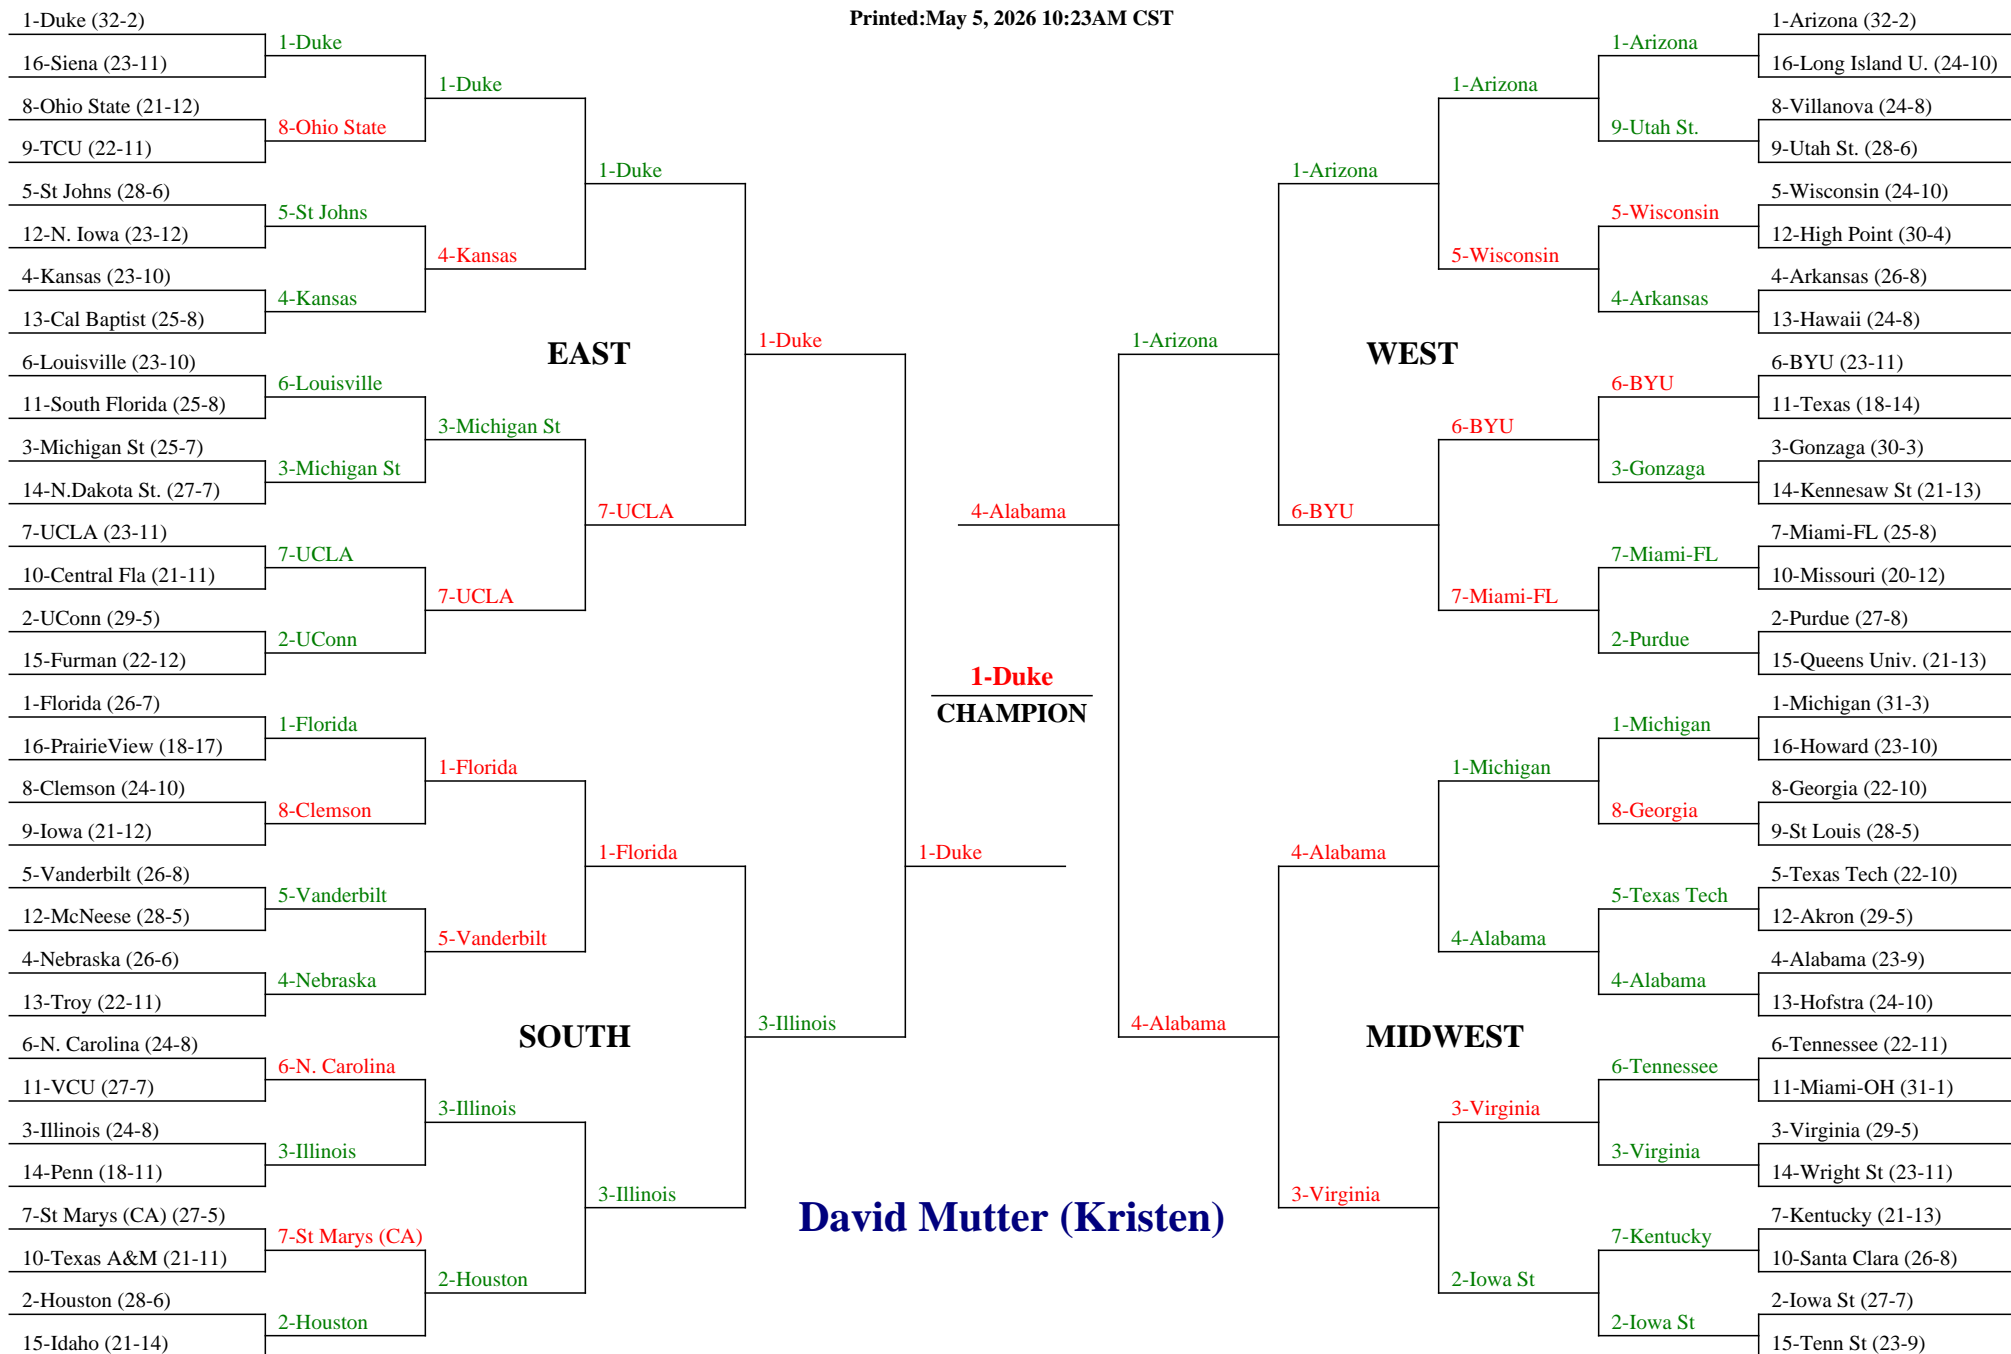 Printed:May 5, 2026 10:23AM CST
1-Duke (32-2)
16-Siena (23-11)
8-Ohio State (21-12)
9-TCU (22-11)
5-St Johns (28-6)
12-N. Iowa (23-12)
4-Kansas (23-10)
13-Cal Baptist (25-8)
6-Louisville (23-10)
11-South Florida (25-8)
3-Michigan St (25-7)
14-N.Dakota St. (27-7)
7-UCLA (23-11)
10-Central Fla (21-11)
2-UConn (29-5)
15-Furman (22-12)
1-Florida (26-7)
16-PrairieView (18-17)
8-Clemson (24-10)
9-Iowa (21-12)
5-Vanderbilt (26-8)
12-McNeese (28-5)
4-Nebraska (26-6)
13-Troy (22-11)
6-N. Carolina (24-8)
11-VCU (27-7)
3-Illinois (24-8)
14-Penn (18-11)
7-St Marys (CA) (27-5)
10-Texas A&M (21-11)
2-Houston (28-6)
15-Idaho (21-14)
1-Duke
8-Ohio State
5-St Johns
4-Kansas
6-Louisville
3-Michigan St
7-UCLA
2-UConn
1-Florida
8-Clemson
5-Vanderbilt
4-Nebraska
6-N. Carolina
3-Illinois
7-St Marys (CA)
2-Houston
1-Duke
4-Kansas
3-Michigan St
7-UCLA
1-Florida
5-Vanderbilt
3-Illinois
2-Houston
1-Duke
EAST
7-UCLA
1-Florida
SOUTH
3-Illinois
1-Duke
3-Illinois
1-Duke
4-Alabama
1-Duke
CHAMPION
David Mutter (Kristen)
1-Arizona
4-Alabama
1-Arizona
WEST
6-BYU
4-Alabama
MIDWEST
3-Virginia
1-Arizona
5-Wisconsin
6-BYU
7-Miami-FL
1-Michigan
4-Alabama
3-Virginia
2-Iowa St
1-Arizona
9-Utah St.
5-Wisconsin
4-Arkansas
6-BYU
3-Gonzaga
7-Miami-FL
2-Purdue
1-Michigan
8-Georgia
5-Texas Tech
4-Alabama
6-Tennessee
3-Virginia
7-Kentucky
2-Iowa St
1-Arizona (32-2)
16-Long Island U. (24-10)
8-Villanova (24-8)
9-Utah St. (28-6)
5-Wisconsin (24-10)
12-High Point (30-4)
4-Arkansas (26-8)
13-Hawaii (24-8)
6-BYU (23-11)
11-Texas (18-14)
3-Gonzaga (30-3)
14-Kennesaw St (21-13)
7-Miami-FL (25-8)
10-Missouri (20-12)
2-Purdue (27-8)
15-Queens Univ. (21-13)
1-Michigan (31-3)
16-Howard (23-10)
8-Georgia (22-10)
9-St Louis (28-5)
5-Texas Tech (22-10)
12-Akron (29-5)
4-Alabama (23-9)
13-Hofstra (24-10)
6-Tennessee (22-11)
11-Miami-OH (31-1)
3-Virginia (29-5)
14-Wright St (23-11)
7-Kentucky (21-13)
10-Santa Clara (26-8)
2-Iowa St (27-7)
15-Tenn St (23-9)